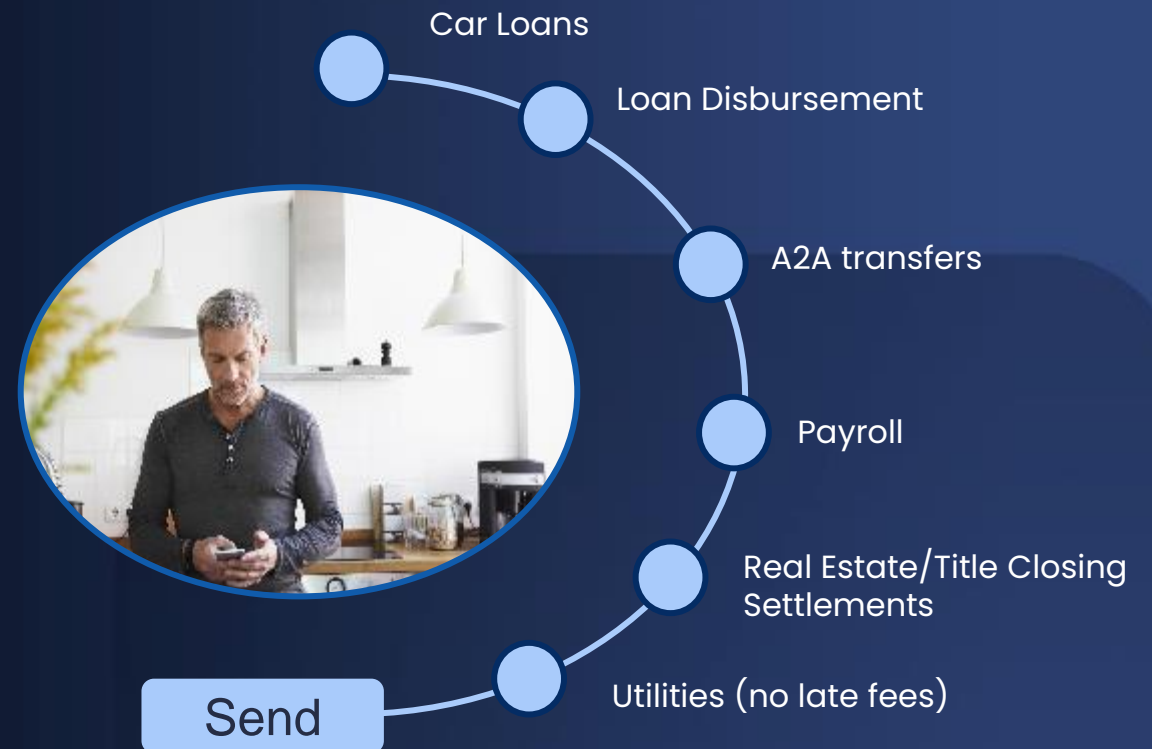 Car Loans
Loan Disbursement
A2A transfers
Payroll
Real Estate/Title Closing
Settlements
Utilities (no late fees)
Send